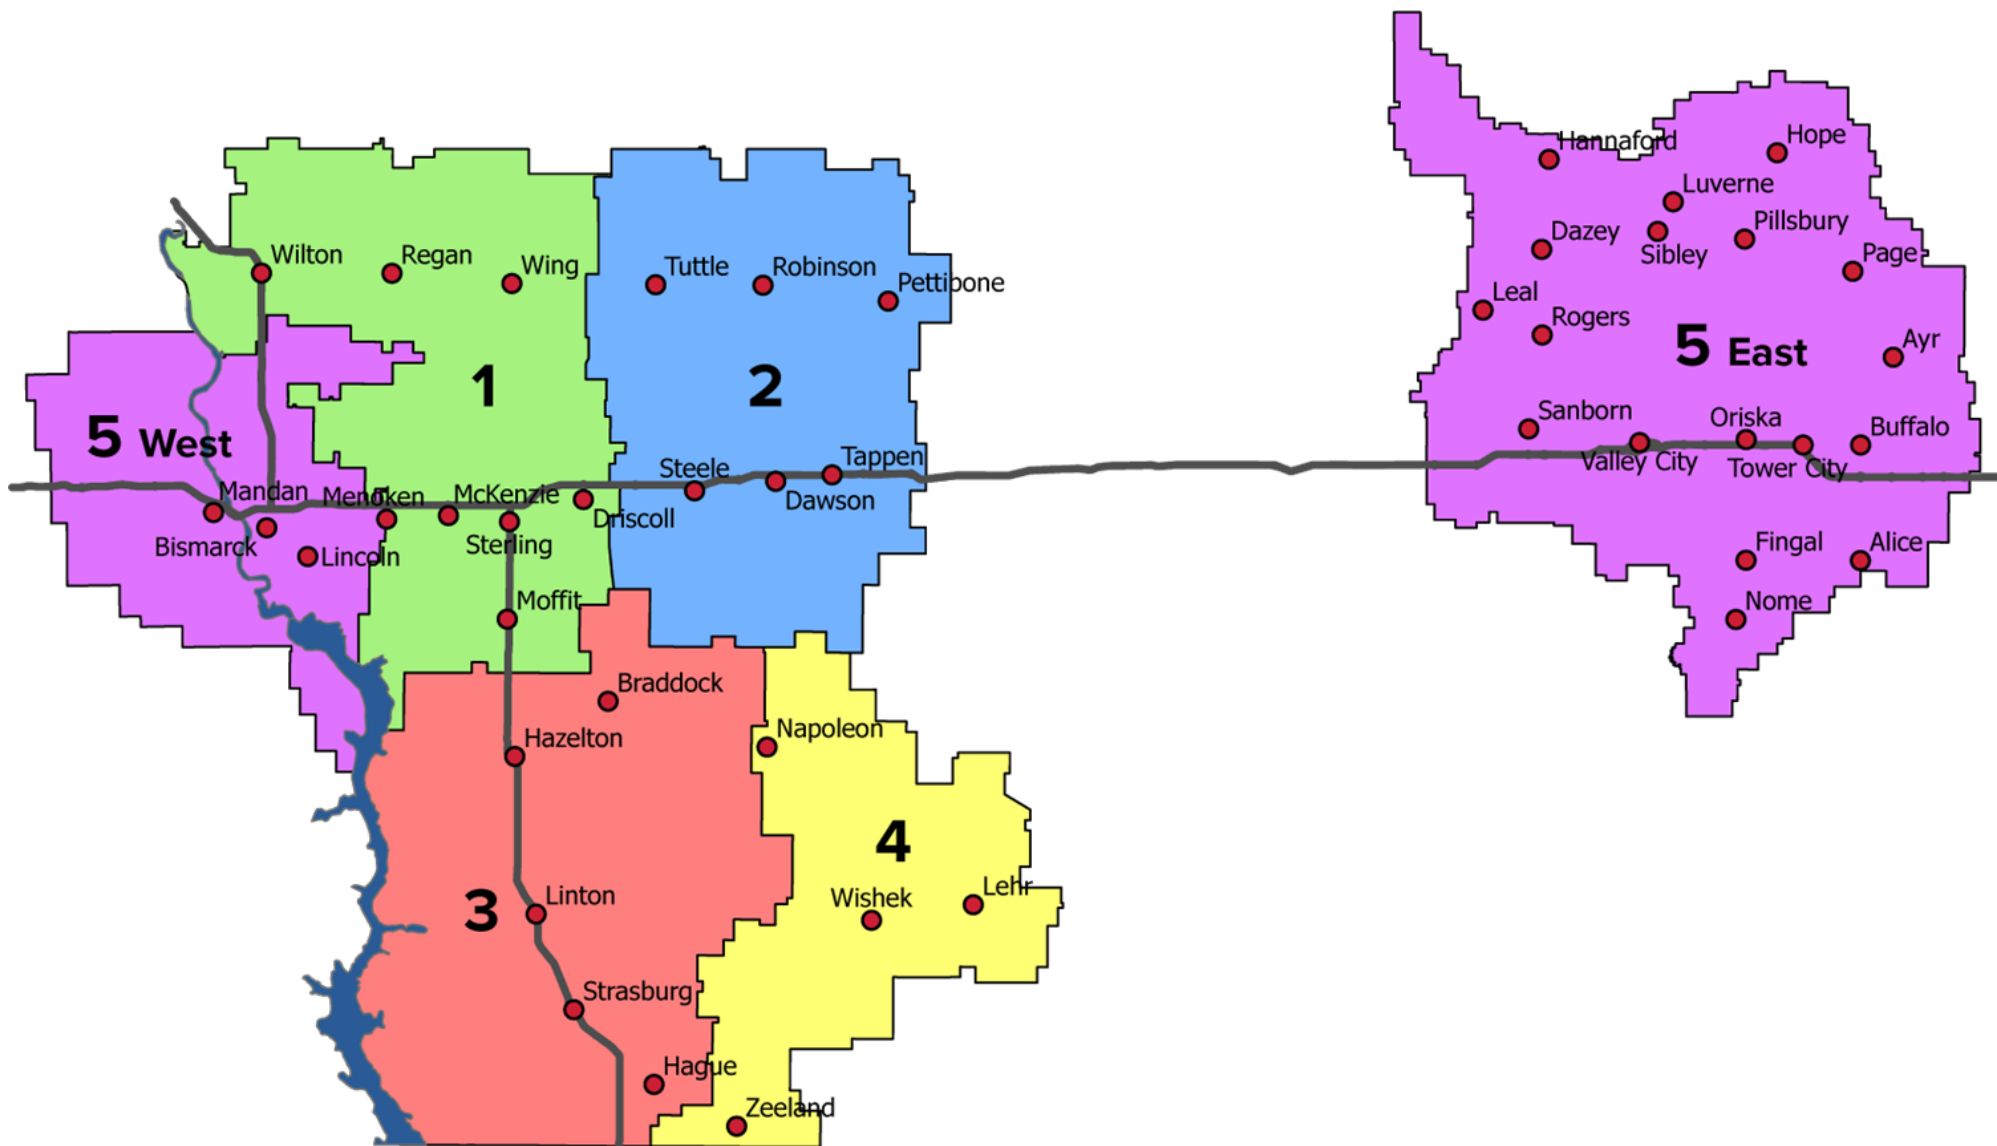 Hannaford
Hope
Luverne
Pillsbury
Dazey
Sibley
Page
Wilton
Regan
Wing
Tuttle
Robinson
Pettibone
Leal
Rogers
5 East
Ayr
1
2
5 West
Sanborn
Oriska
Buffalo
Valley City
Tower City
Steele
Tappen
Dawson
Mandan
Menoken
McKenzie
Driscoll
Bismarck
Lincoln
Sterling
Fingal
Alice
Moffit
Nome
Braddock
Hazelton
Napoleon
4
Wishek
Lehr
3
Linton
Strasburg
Hague
Zeeland